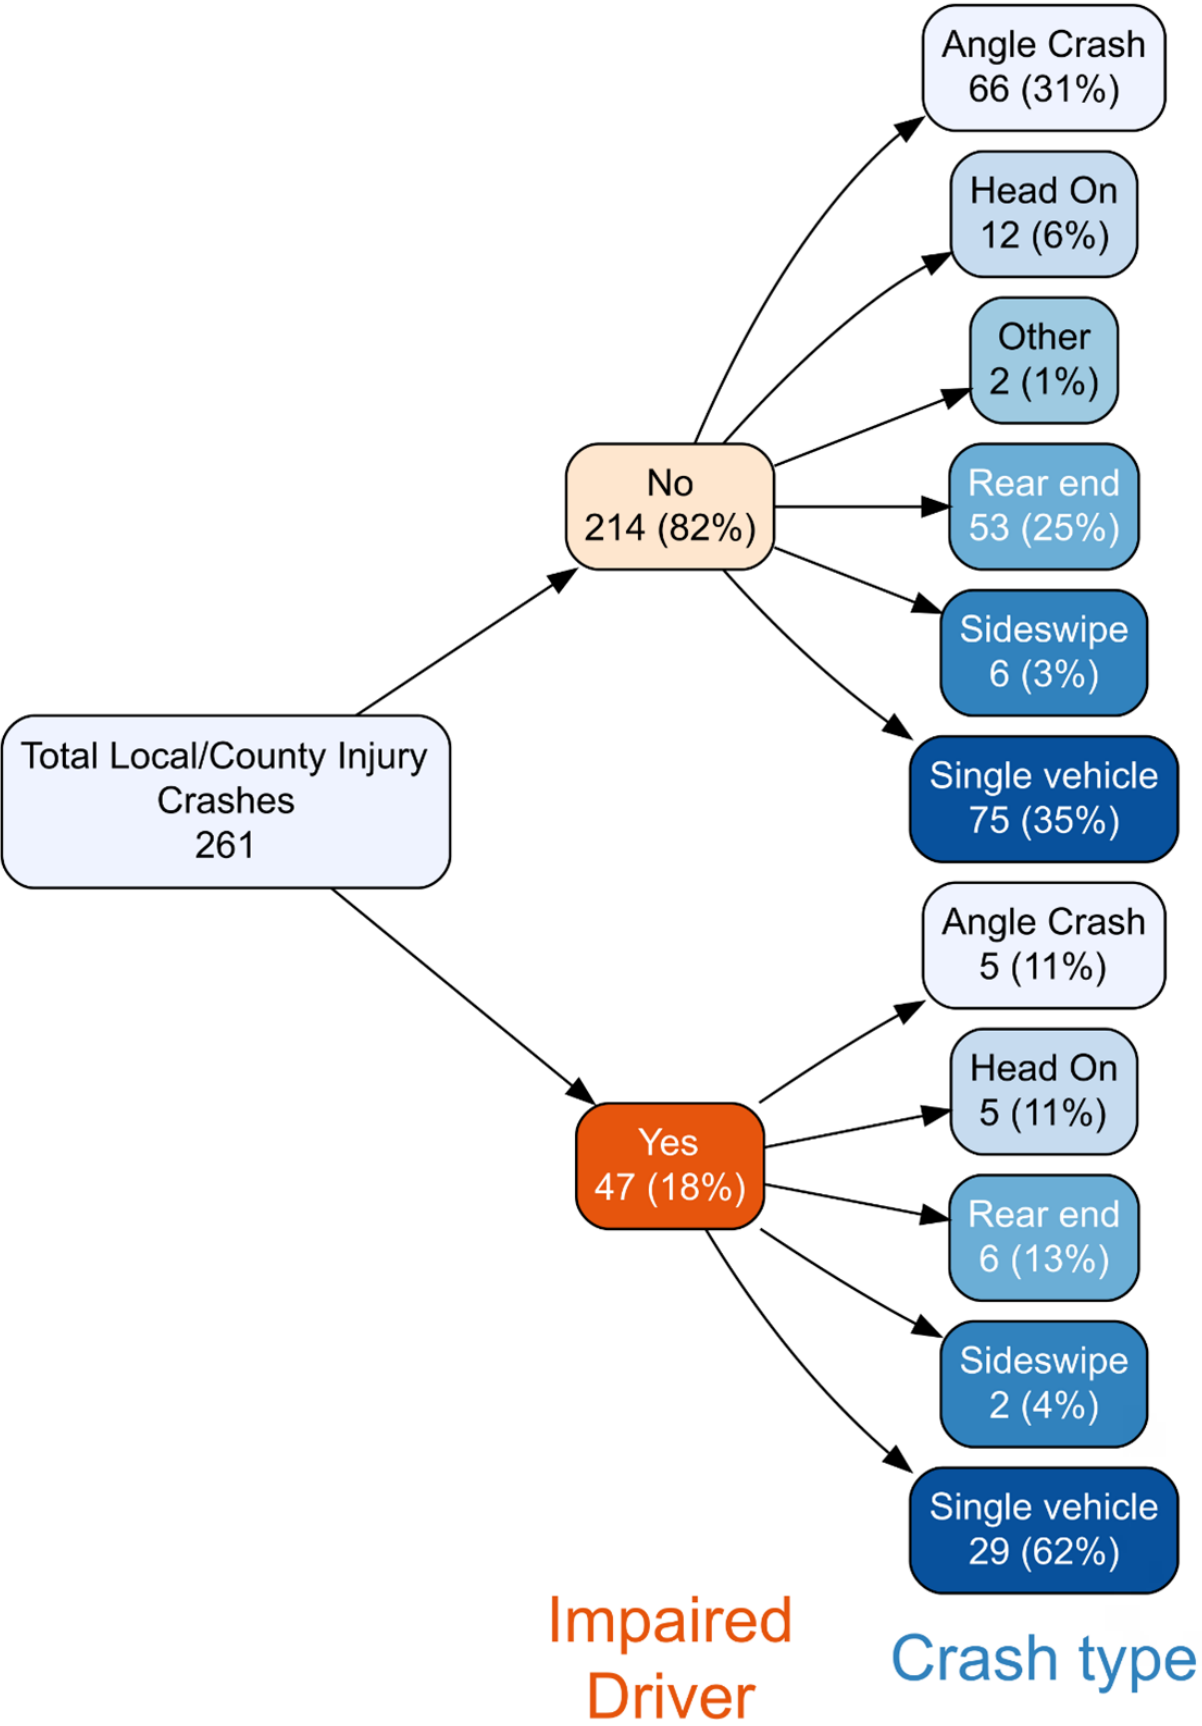 Total Local/County Injury
Crashes
261
No
214 (82%)
Angle Crash
66 (31%)
Head On
12 (6%)
Other
2 (1%)
Rear end
53 (25%)
Sideswipe
6 (3%)
Single vehicle
75 (35%)
Yes
47 (18%)
Angle Crash
5 (11%)
Head On
5 (11%)
Rear end
6 (13%)
Sideswipe
2 (4%)
Single vehicle
29 (62%)
Impaired
Driver
Crash type